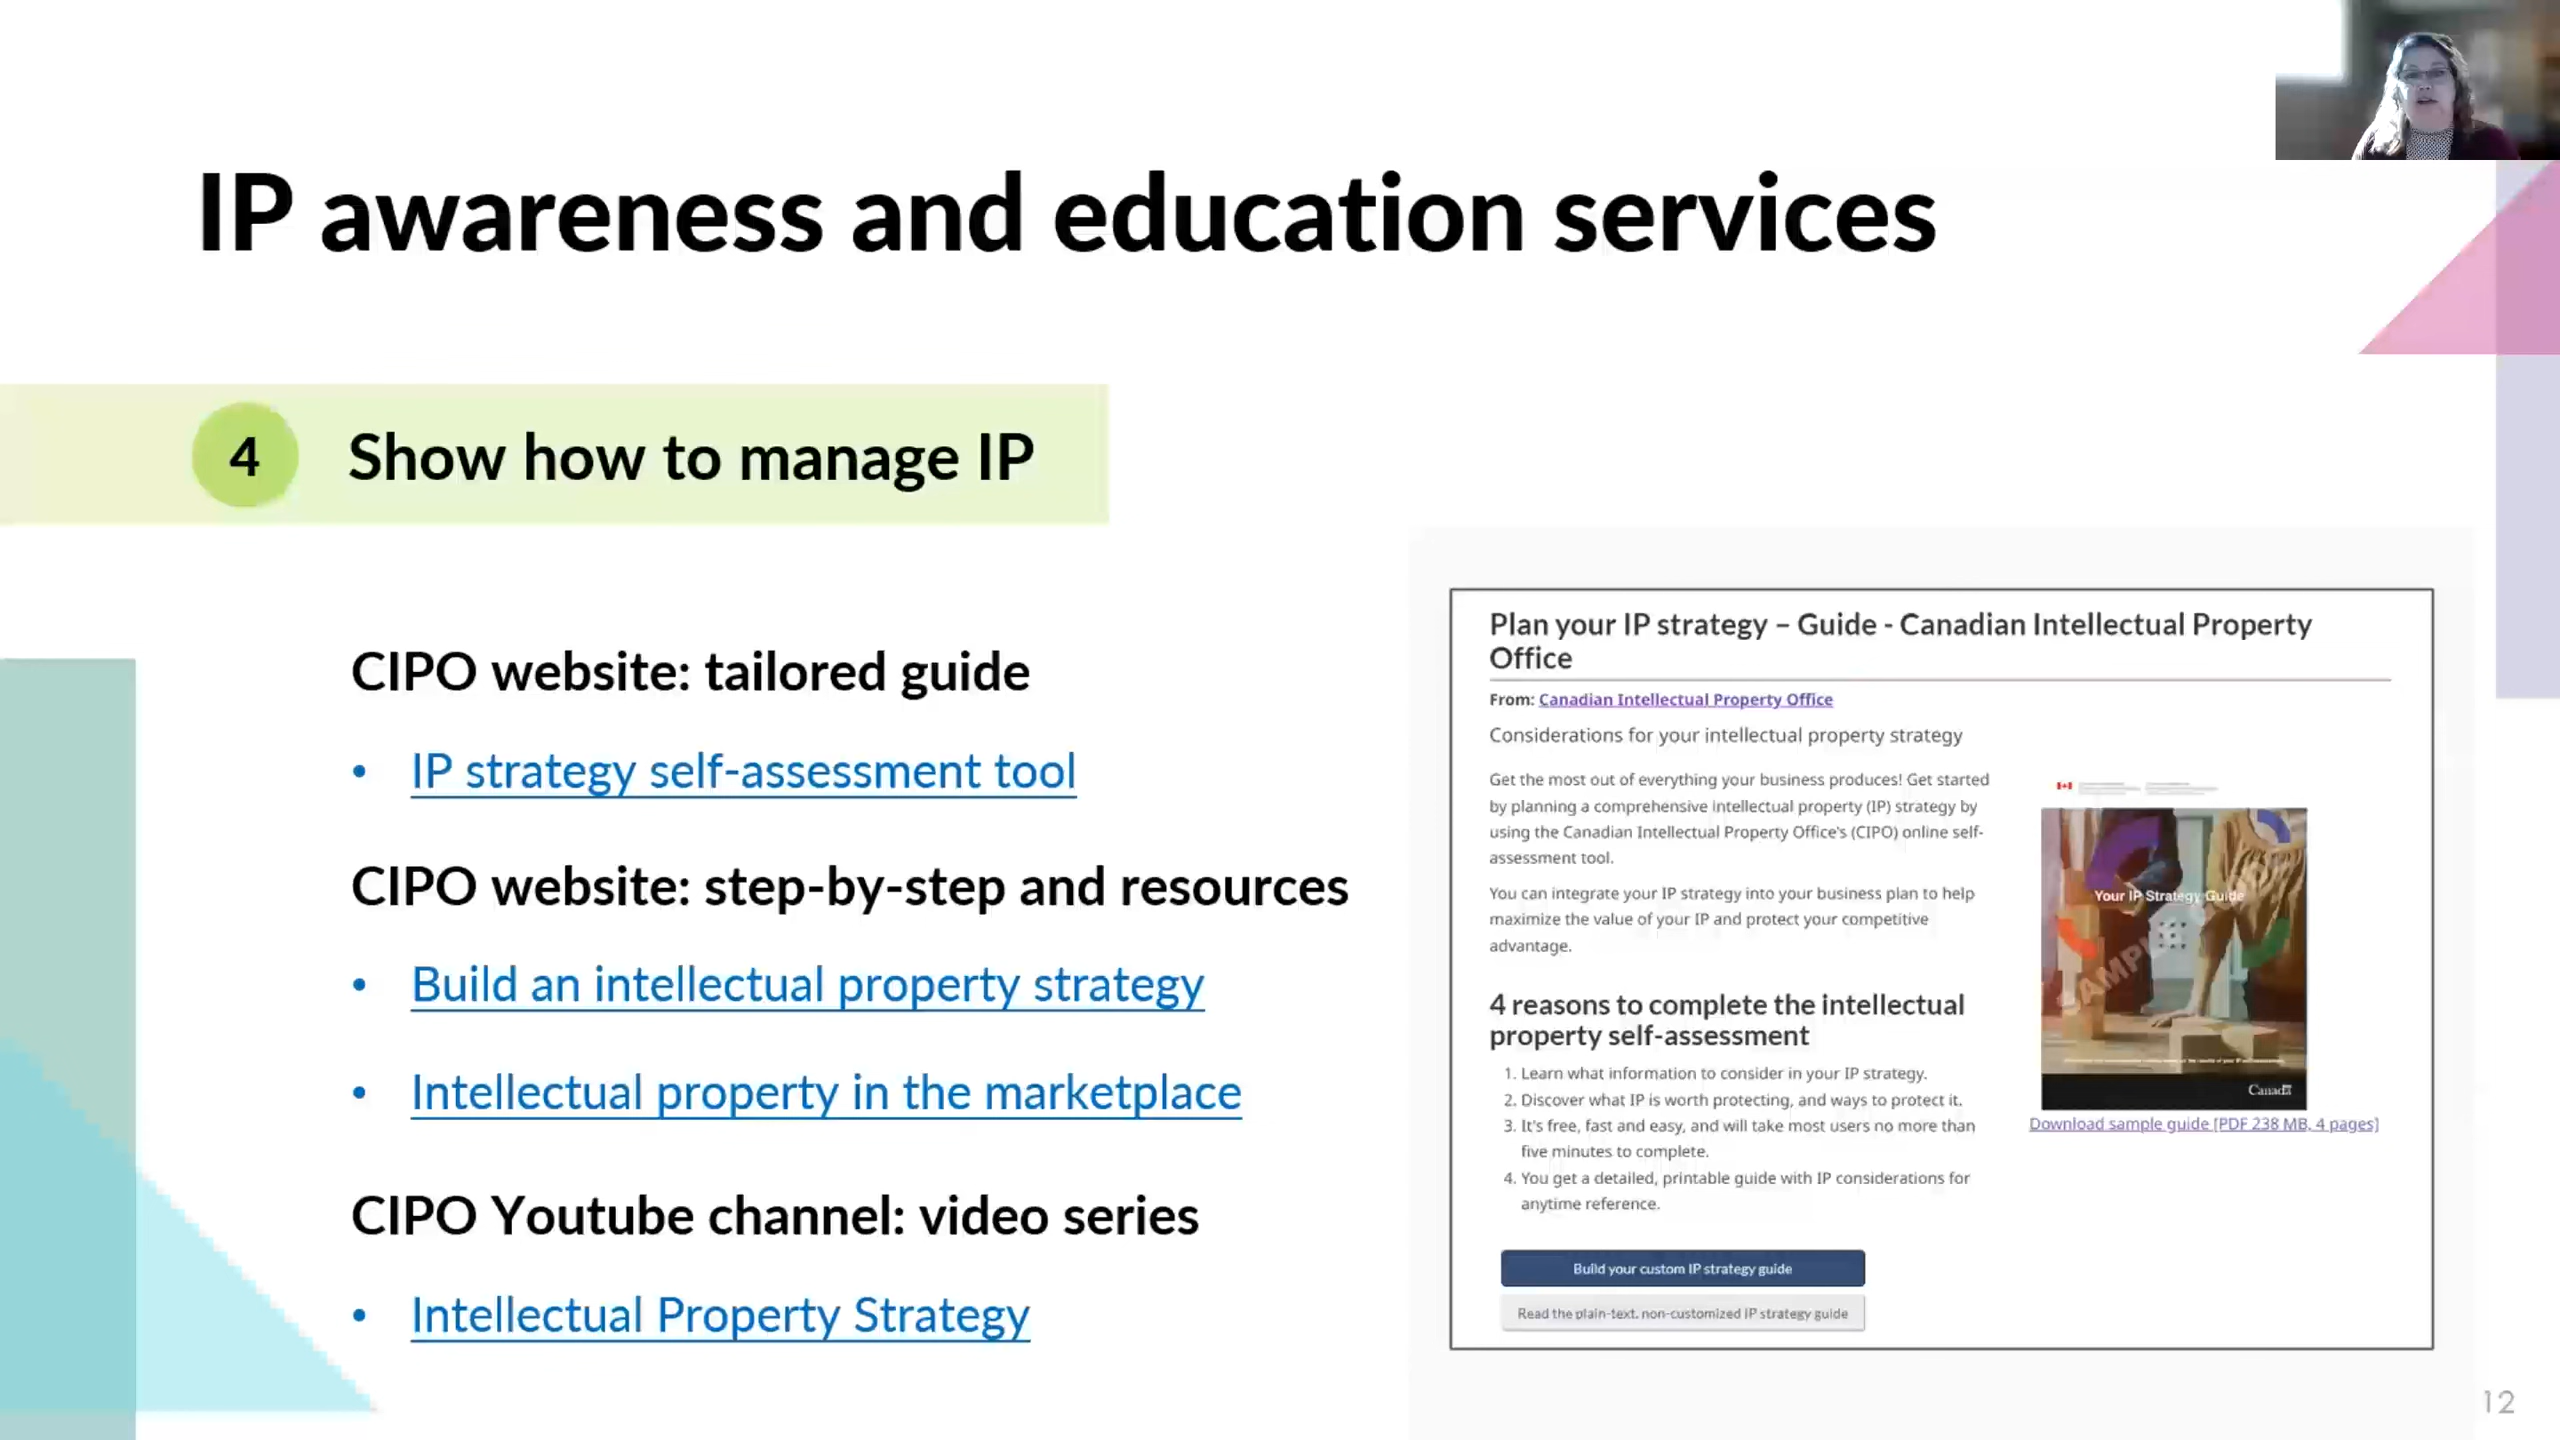 IP awareness and education services
4 Show how to manage IP
CIPO website: tailored guide
• IP strategy self-assessment tool
CIPO website: step-by-step and resources
• Build an intellectual property strategy
• Intellectual property in the marketplace
CIPO Youtube channel: video series
• Intellectual Property Strategy
Plan your IP strategy – Guide - Canadian Intellectual Property
Office
From: Canadian Intellectual Property Office
Considerations for your intellectual property strategy
Get the most out of everything your business produces! Get started
by planning a comprehensive intellectual property (IP) strategy by
using the Canadian Intellectual Property Office's (CIPO) online self-
assessment tool.
You can integrate your IP strategy into your business plan to help
maximize the value of your IP and protect your competitive
advantage.
4 reasons to complete the intellectual
property self-assessment
1. Learn what information to consider in your IP strategy.
2. Discover what IP is worth protecting, and ways to protect it.
3. It's free, fast and easy, and will take most users no more than
five minutes to complete.
4. You get a detailed, printable guide with IP considerations for
anytime reference.
Build your custom IP strategy guide
Read the plain-text, non-customized IP strategy guide
Your IP Strategy Guide
SAMPLE
Canada
Download sample guide [PDF 238 MB, 4 pages]
12